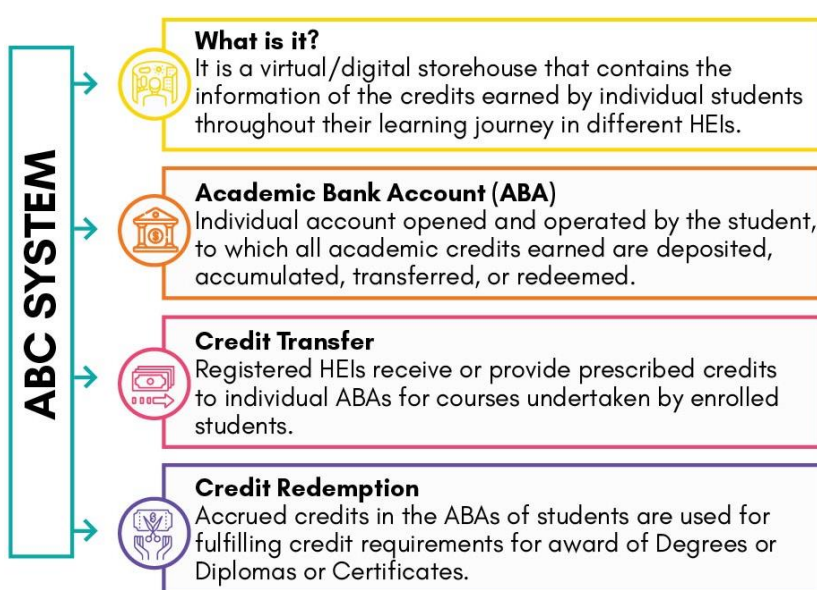 ABC SYSTEM
What is it?
It is a virtual/digital storehouse that contains the
information of the credits earned by individual students
throughout their learning journey in different HEIs.
Academic Bank Account (ABA)
Individual account opened and operated by the student,
to which all academic credits earned are deposited,
accumulated, transferred, or redeemed.
Credit Transfer
Registered HEIs receive or provide prescribed credits
to individual ABAs for courses undertaken by enrolled
students.
Credit Redemption
Accrued credits in the ABAs of students are used for
fulfilling credit requirements for award of Degrees or
Diplomas or Certificates.